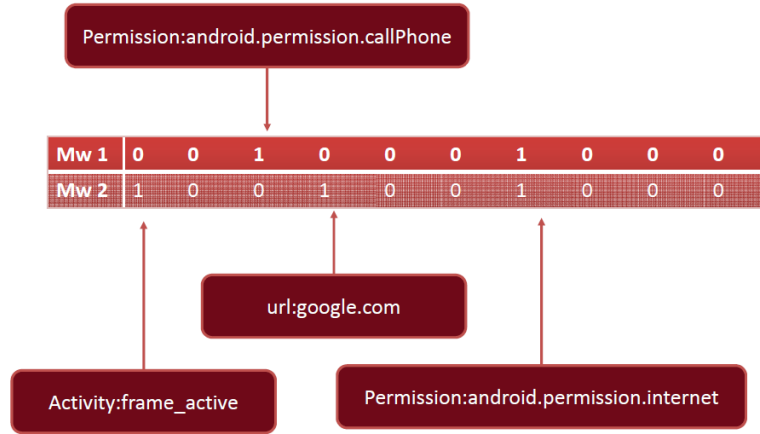 Permission:android.permission.callPhone
Mw 1 0 0 1 0 0 0 1 0 0 0
Mw 2 1 0 0 1 0 0 1 0 0 0
url:google.com
Activity:frame_active
Permission:android.permission.internet